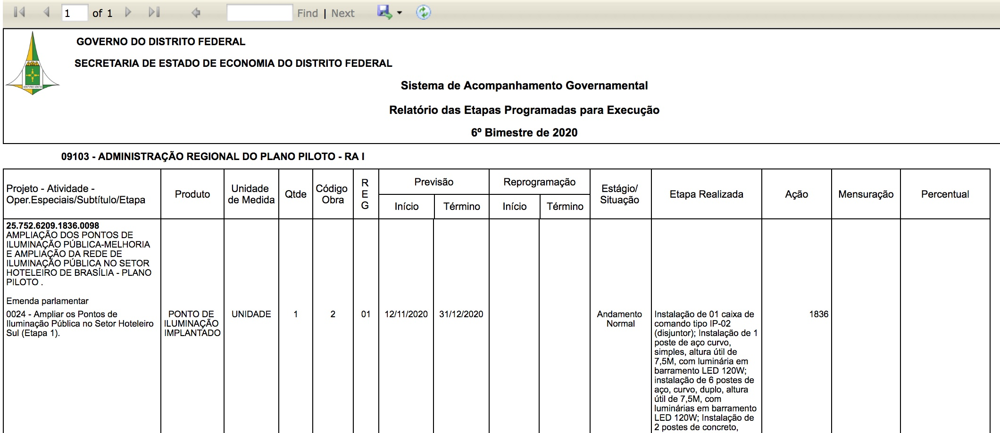 1 of 1 Find | Next
GOVERNO DO DISTRITO FEDERAL
SECRETARIA DE ESTADO DE ECONOMIA DO DISTRITO FEDERAL
VENTVRIS VENTIS
Sistema de Acompanhamento Governamental
Relatório das Etapas Programadas para Execução
6º Bimestre de 2020
09103 - ADMINISTRAÇÃO REGIONAL DO PLANO PILOTO - RA I
Projeto - Atividade -
Oper.Especiais/Subtítulo/Etapa
Produto
Unidade
de Medida
Qtde
Código
Obra
R
E
G
Previsão
Início
Término
Reprogramação
Início
Término
Estágio/
Situação
Etapa Realizada
Ação
Mensuração
Percentual
25.752.6209.1836.0098
AMPLIAÇÃO DOS PONTOS DE
ILUMINAÇÃO PÚBLICA-MELHORIA
E AMPLIAÇÃO DA REDE DE
ILUMINAÇÃO PÚBLICA NO SETOR
HOTELEIRO DE BRASÍLIA - PLANO
PILOTO .
Emenda parlamentar
0024 - Ampliar os Pontos de
Iluminação Pública no Setor Hoteleiro
Sul (Etapa 1).
PONTO DE
ILUMINAÇÃO
IMPLANTADO
UNIDADE
1
2
01
12/11/2020
31/12/2020
Andamento
Normal
Instalação de 01 caixa de
comando tipo IP-02
(disjuntor); Instalação de 1
poste de aço curvo,
simples, altura útil de
7,5M, com luminária em
barramento LED 120W;
instalação de 6 postes de
aço, curvo, duplo, altura
útil de 7,5M, com
luminárias em barramento
LED 120W; Instalação de
2 postes de concreto,
1836